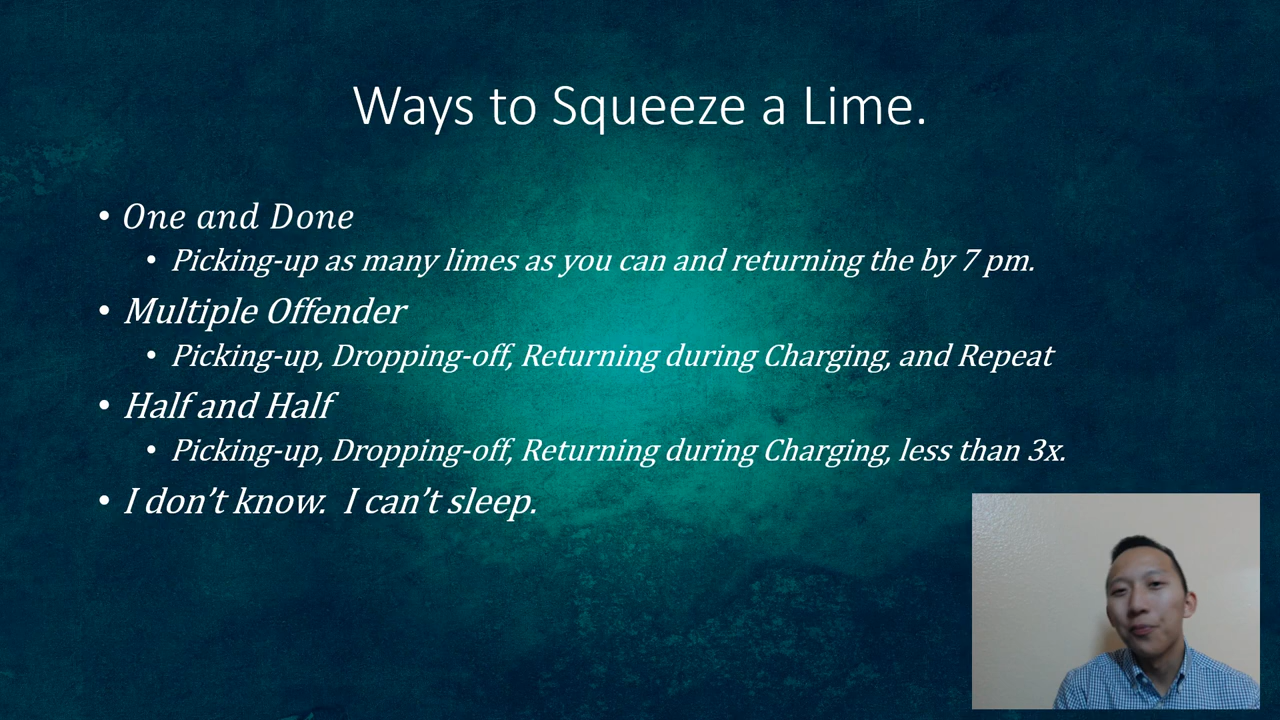 Ways to Squeeze a Lime.
• One and Done
• Picking-up as many limes as you can and returning the by 7 pm.
• Multiple Offender
• Picking-up, Dropping-off, Returning during Charging, and Repeat
• Half and Half
• Picking-up, Dropping-off, Returning during Charging, less than 3x.
• I don’t know.  I can’t sleep.